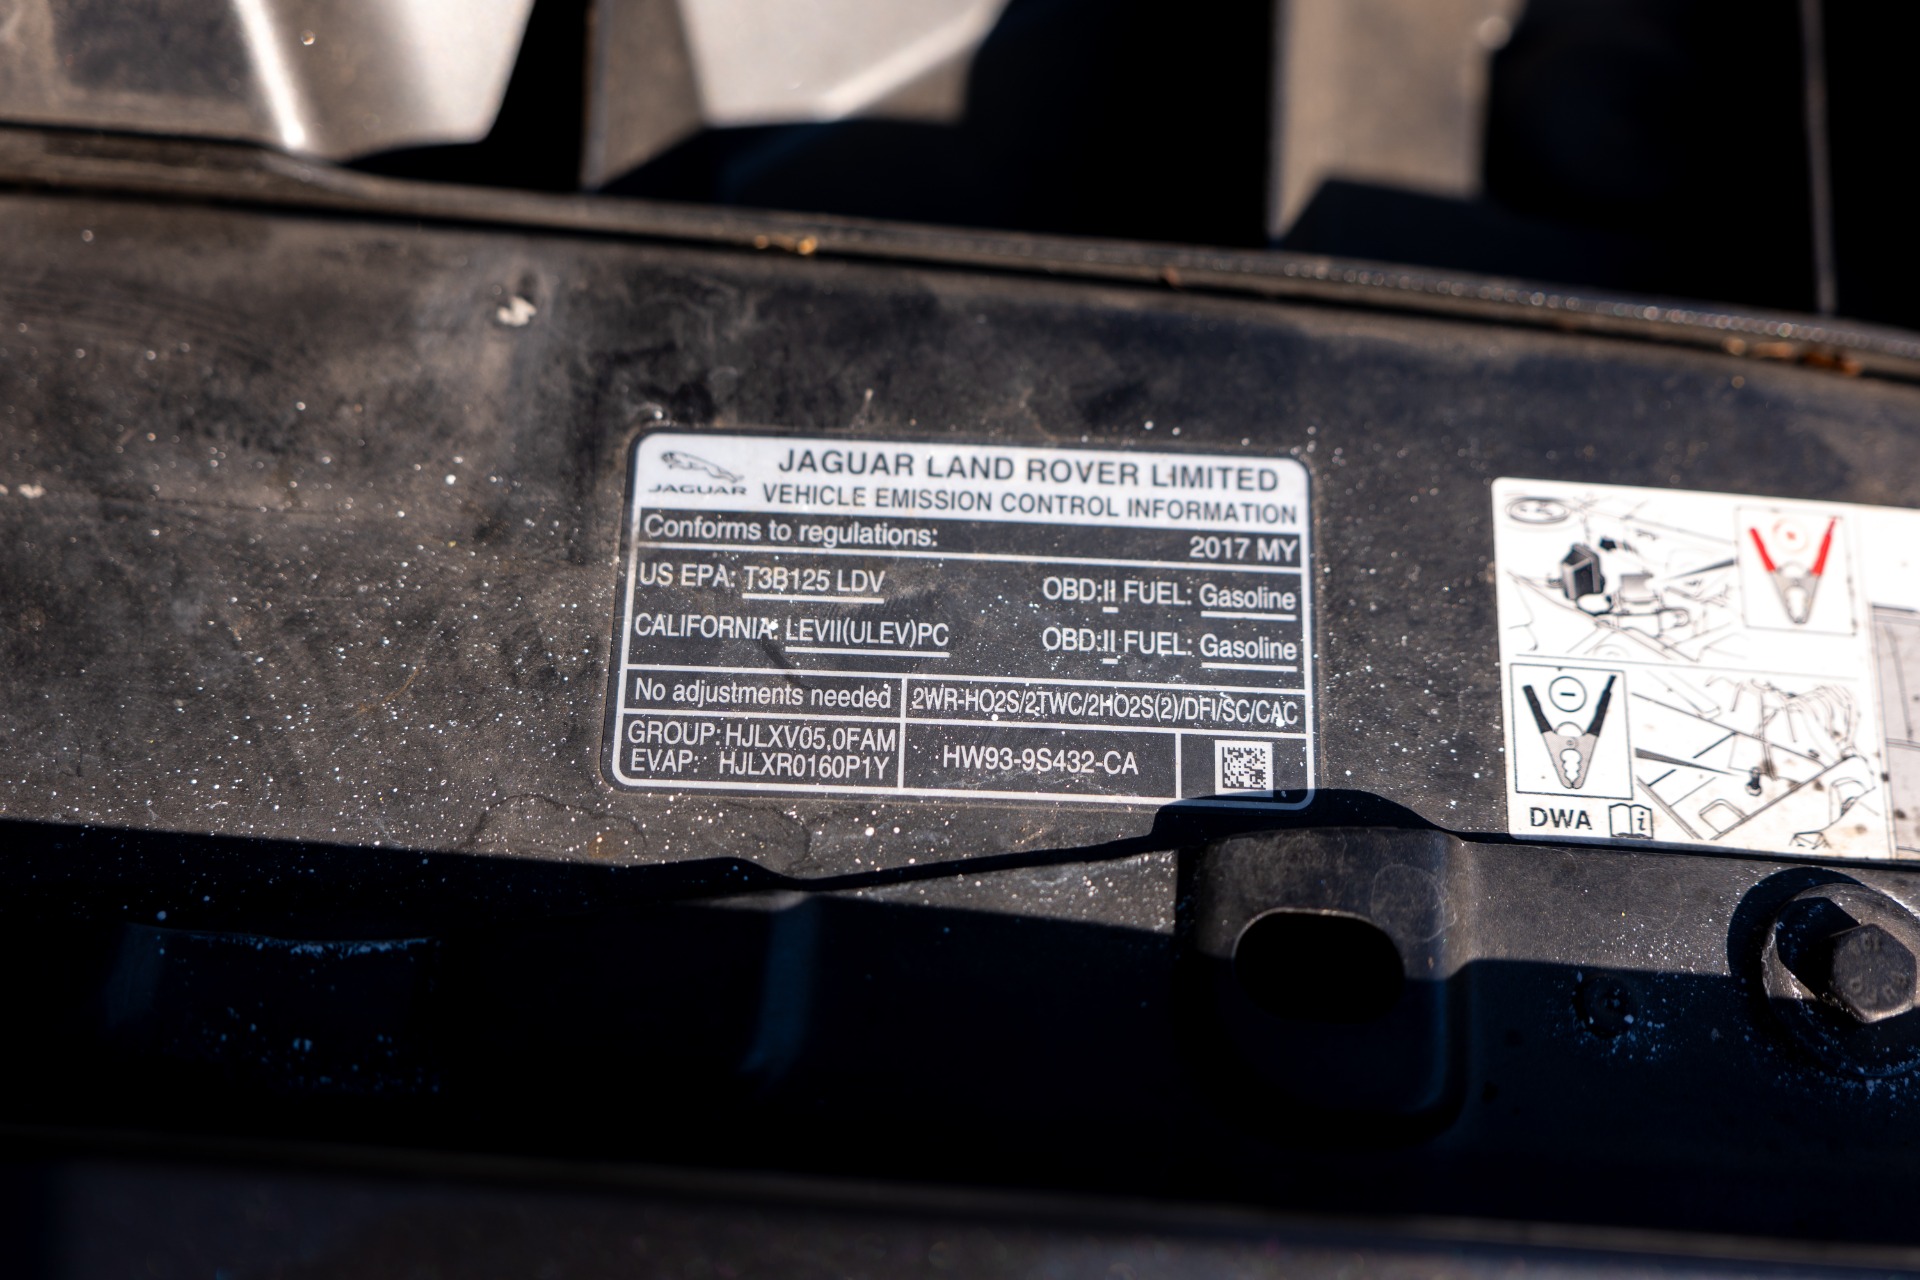 JAGUAR
JAGUAR LAND ROVER LIMITED
VEHICLE EMISSION CONTROL INFORMATION
Conforms to regulations: 2017 MY
US EPA: T3B125 LDV OBD:II FUEL: Gasoline
CALIFORNIA: LEVII(ULEV)PC OBD:II FUEL: Gasoline
No adjustments needed 2WR-HO2S/2TWC/2HO2S(2)/DFI/SC/CAC
GROUP: HJLXV05.0FAM
EVAP: HJLXR0160P1Y
HW93-9S432-CA
DWA i